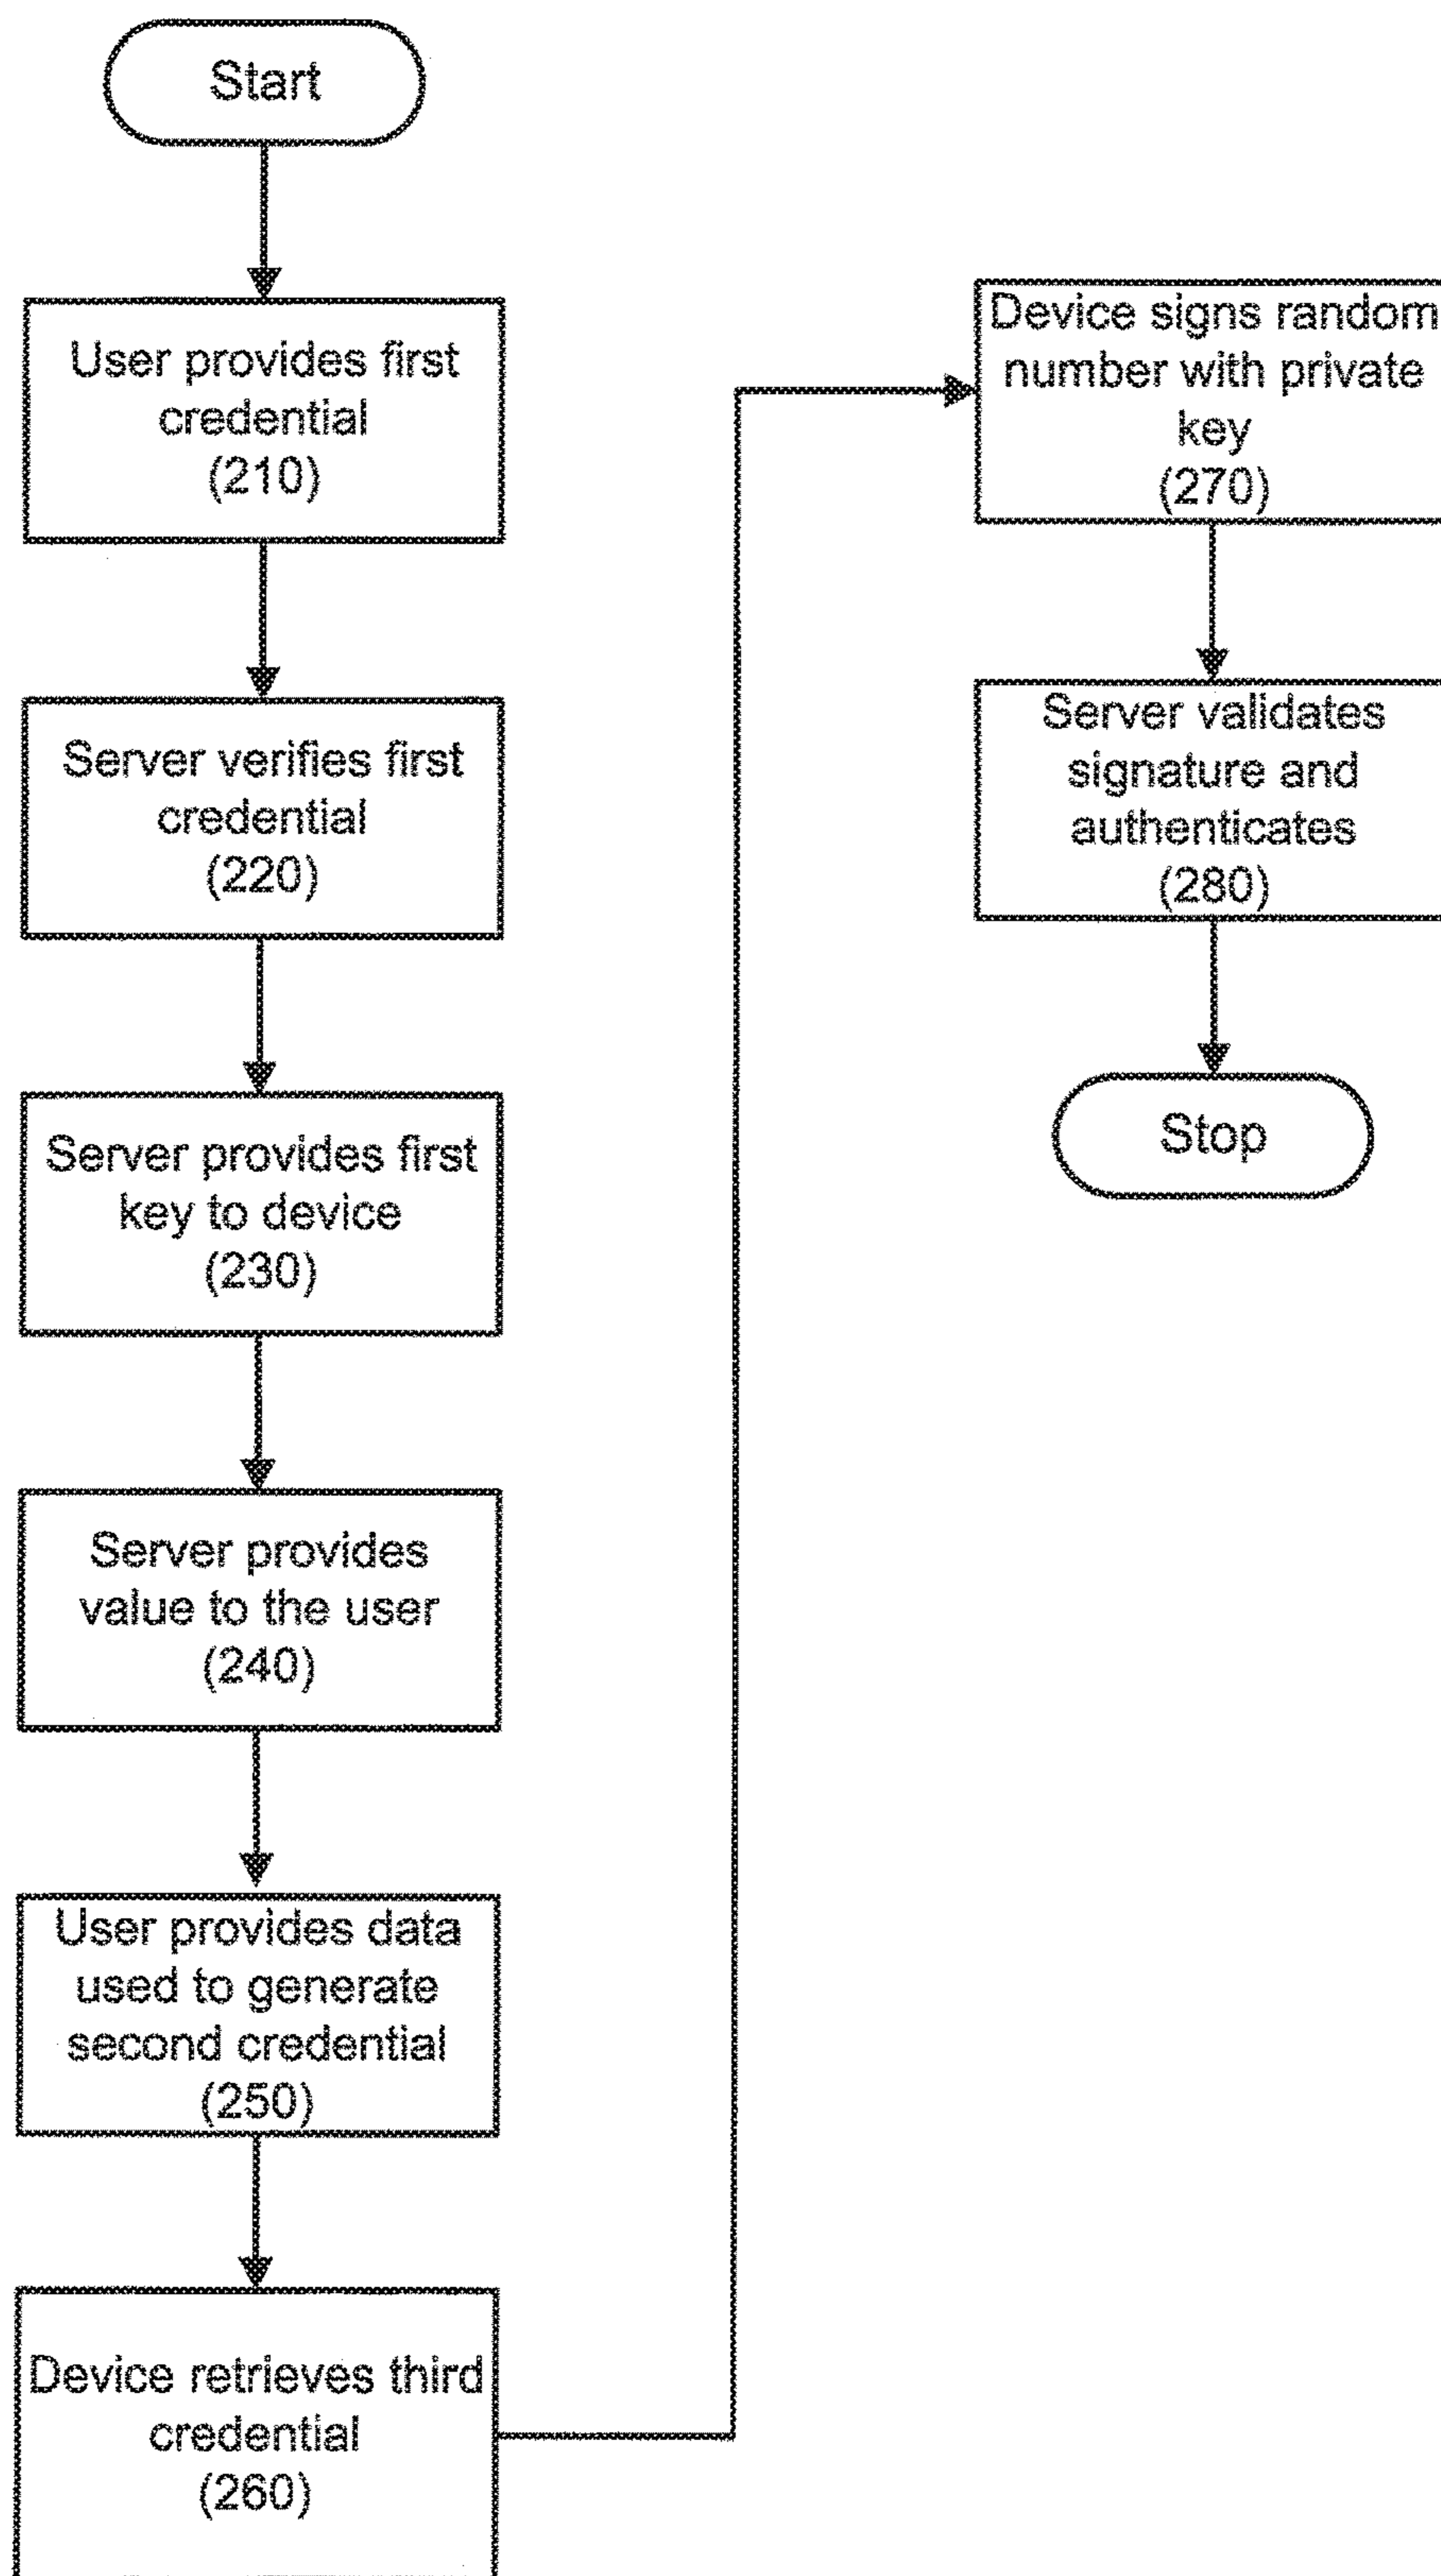 Start
User provides first
credential
(210)
Server verifies first
credential
(220)
Server provides first
key to device
(230)
Server provides
value to the user
(240)
User provides data
used to generate
second credential
(250)
Device retrieves third
credential
(260)
Device signs random
number with private
key
(270)
Server validates
signature and
authenticates
(280)
Stop